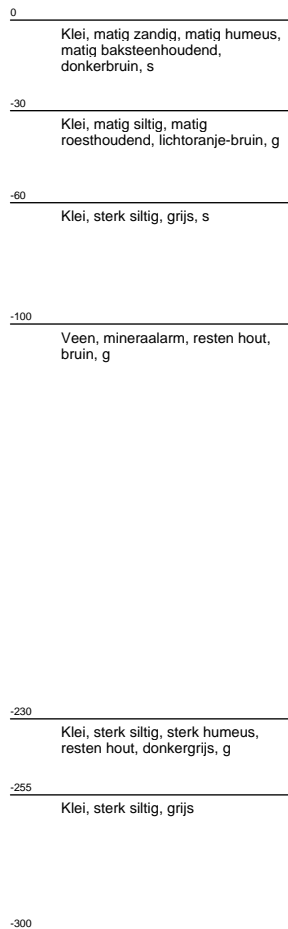 0
Klei, matig zandig, matig humeus,
matig baksteenhoudend,
donkerbruin, s
-30
Klei, matig siltig, matig
roesthoudend, lichtoranje-bruin, g
-60
Klei, sterk siltig, grijs, s
-100
Veen, mineraalarm, resten hout,
bruin, g
-230
Klei, sterk siltig, sterk humeus,
resten hout, donkergrijs, g
-255
Klei, sterk siltig, grijs
-300